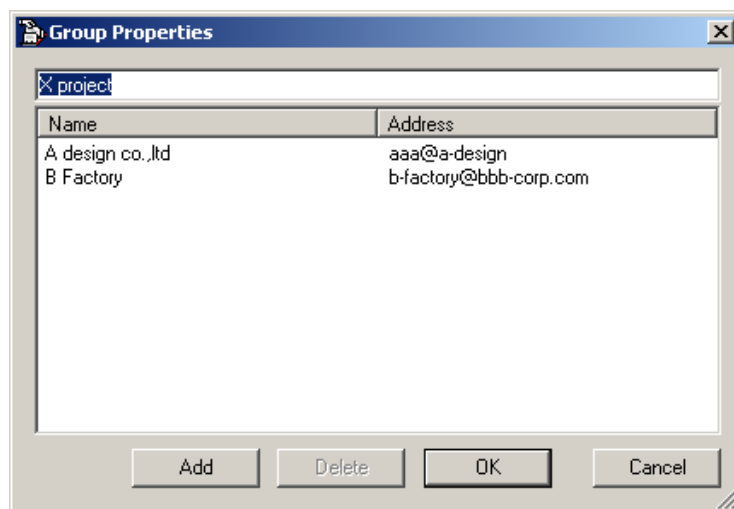 Group Properties
X project
Name Address
A design co.,ltd aaa@a-design
B Factory b-factory@bbb-corp.com
Add Delete OK Cancel